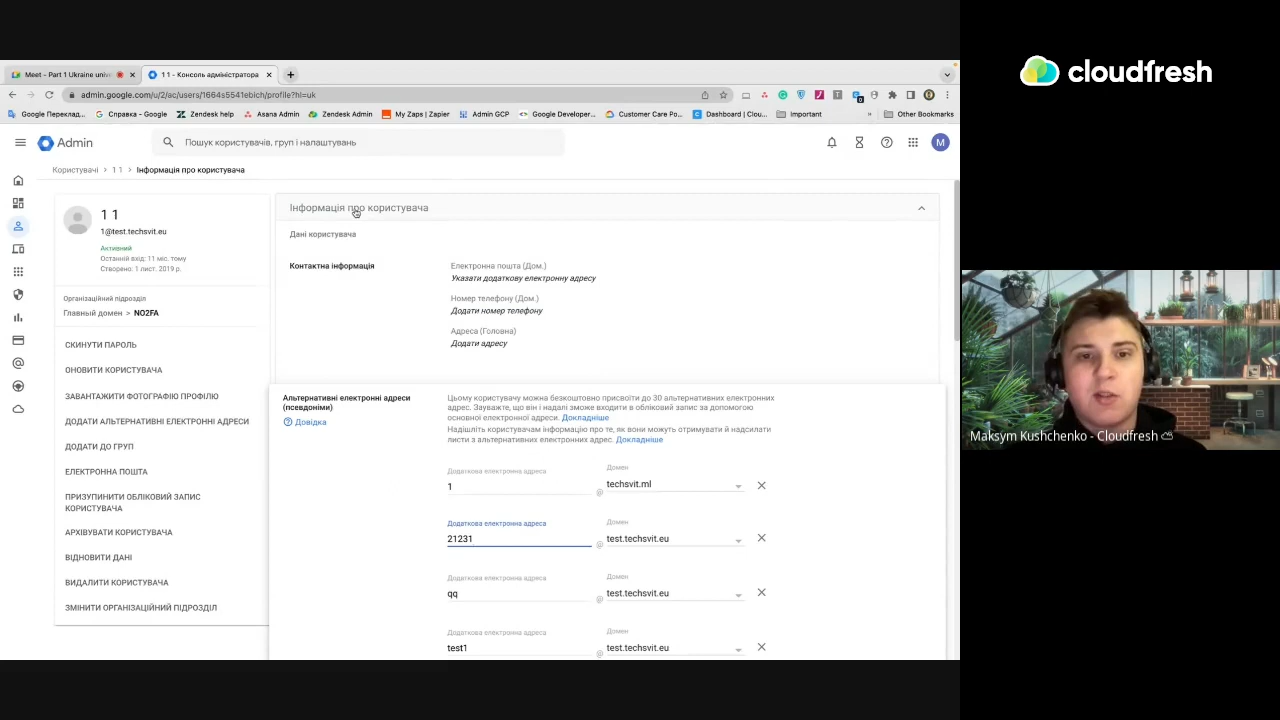 cloudfresh
Meet – Part 1 Ukraine unive
1 1 - Консоль адміністратора
admin.google.com/u/2/ac/users/1664s5541ebich/profile?hl=uk
Google Переклад...
Справка - Google
Zendesk help
Asana Admin
Zendesk Admin
My Zaps | Zapier
Admin GCP
Google Developer...
Customer Care Po...
Dashboard | Clou...
Important
»
Other Bookmarks
Admin
Пошук користувачів, груп і налаштувань
M
Користувачі > 1 1 > Інформація про користувача
1 1
1@test.techsvit.eu
Активний
Останній вхід: 11 міс. тому
Створено: 1 лист. 2019 р.
Організаційний підрозділ
Главный домен > NO2FA
СКИНУТИ ПАРОЛЬ
ОНОВИТИ КОРИСТУВАЧА
ЗАВАНТАЖИТИ ФОТОГРАФІЮ ПРОФІЛЮ
ДОДАТИ АЛЬТЕРНАТИВНІ ЕЛЕКТРОННІ АДРЕСИ
ДОДАТИ ДО ГРУП
ЕЛЕКТРОННА ПОШТА
ПРИЗУПИНИТИ ОБЛІКОВИЙ ЗАПИС
КОРИСТУВАЧА
АРХІВУВАТИ КОРИСТУВАЧА
ВІДНОВИТИ ДАНІ
ВИДАЛИТИ КОРИСТУВАЧА
ЗМІНИТИ ОРГАНІЗАЦІЙНИЙ ПІДРОЗДІЛ
Інформація про користувача
Дані користувача
Контактна інформація
Електронна пошта (Дом.)
Указати додаткову електронну адресу
Номер телефону (Дом.)
Додати номер телефону
Адреса (Головна)
Додати адресу
Альтернативні електронні адреси
(псевдоніми)
Довідка
Цьому користувачу можна безкоштовно присвоїти до 30 альтернативних електронних
адрес. Зауважте, що він і надалі зможе входити в обліковий запис за допомогою
основної електронної адреси. Докладніше
Надішліть користувачам інформацію про те, як вони можуть отримувати й надсилати
листи з альтернативних електронних адрес. Докладніше
Додаткова електронна адреса Домен
1 @ techsvit.ml
Додаткова електронна адреса Домен
21231 @ test.techsvit.eu
Додаткова електронна адреса Домен
qq @ test.techsvit.eu
Додаткова електронна адреса Домен
test1 @ test.techsvit.eu
Maksym Kushchenko - Cloudfresh